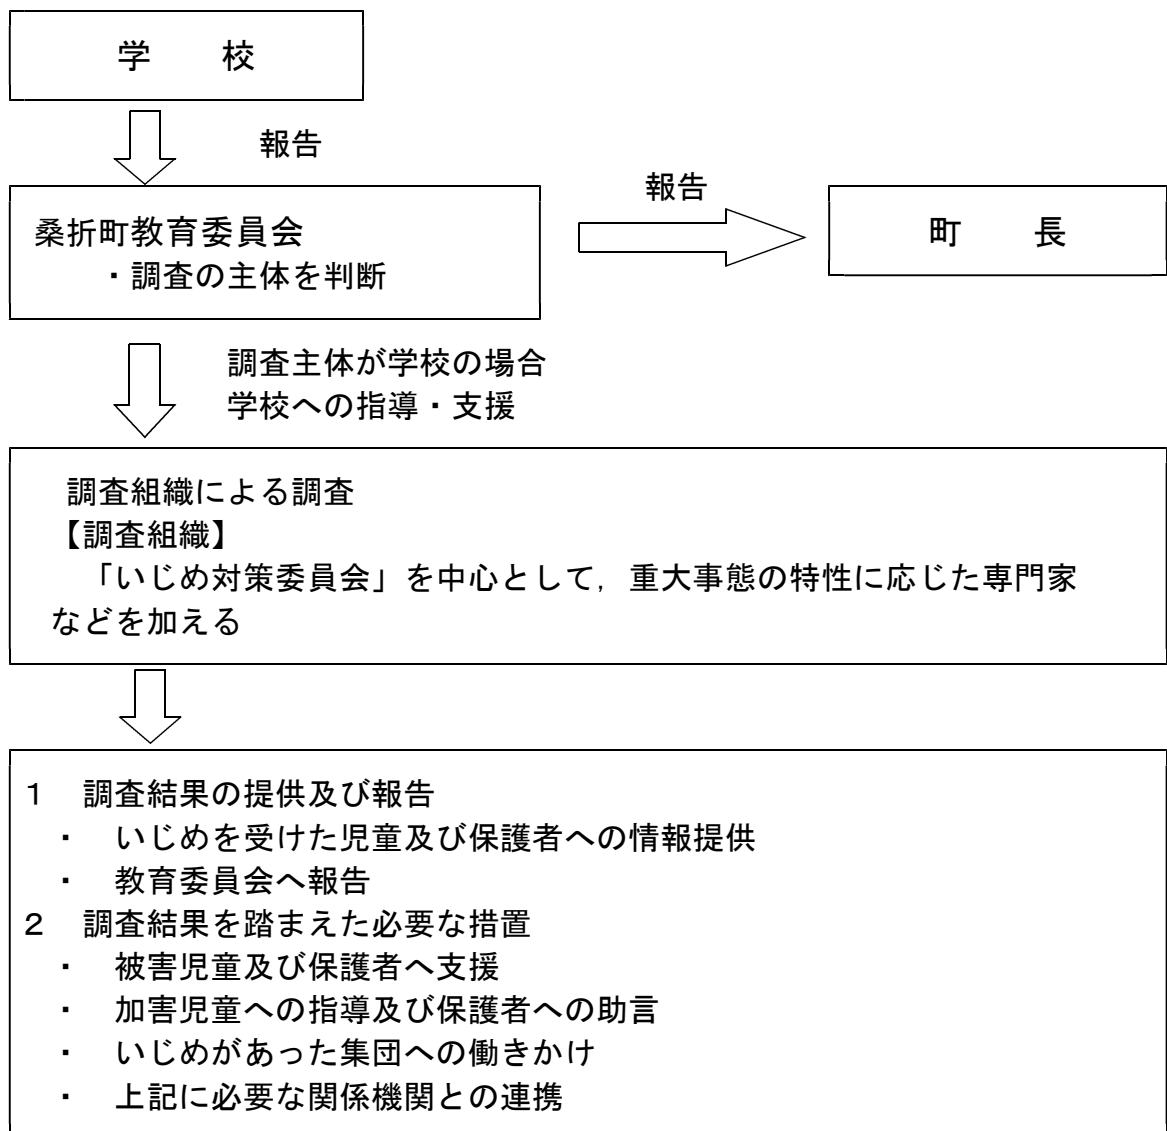 学　　校
報告
報告
桑折町教育委員会
・調査の主体を判断
町　　長
調査主体が学校の場合
学校への指導・支援
調査組織による調査
【調査組織】
「いじめ対策委員会」を中心として，重大事態の特性に応じた専門家
などを加える
１　調査結果の提供及び報告
・　いじめを受けた児童及び保護者への情報提供
・　教育委員会へ報告
２　調査結果を踏まえた必要な措置
・　被害児童及び保護者へ支援
・　加害児童への指導及び保護者への助言
・　いじめがあった集団への働きかけ
・　上記に必要な関係機関との連携